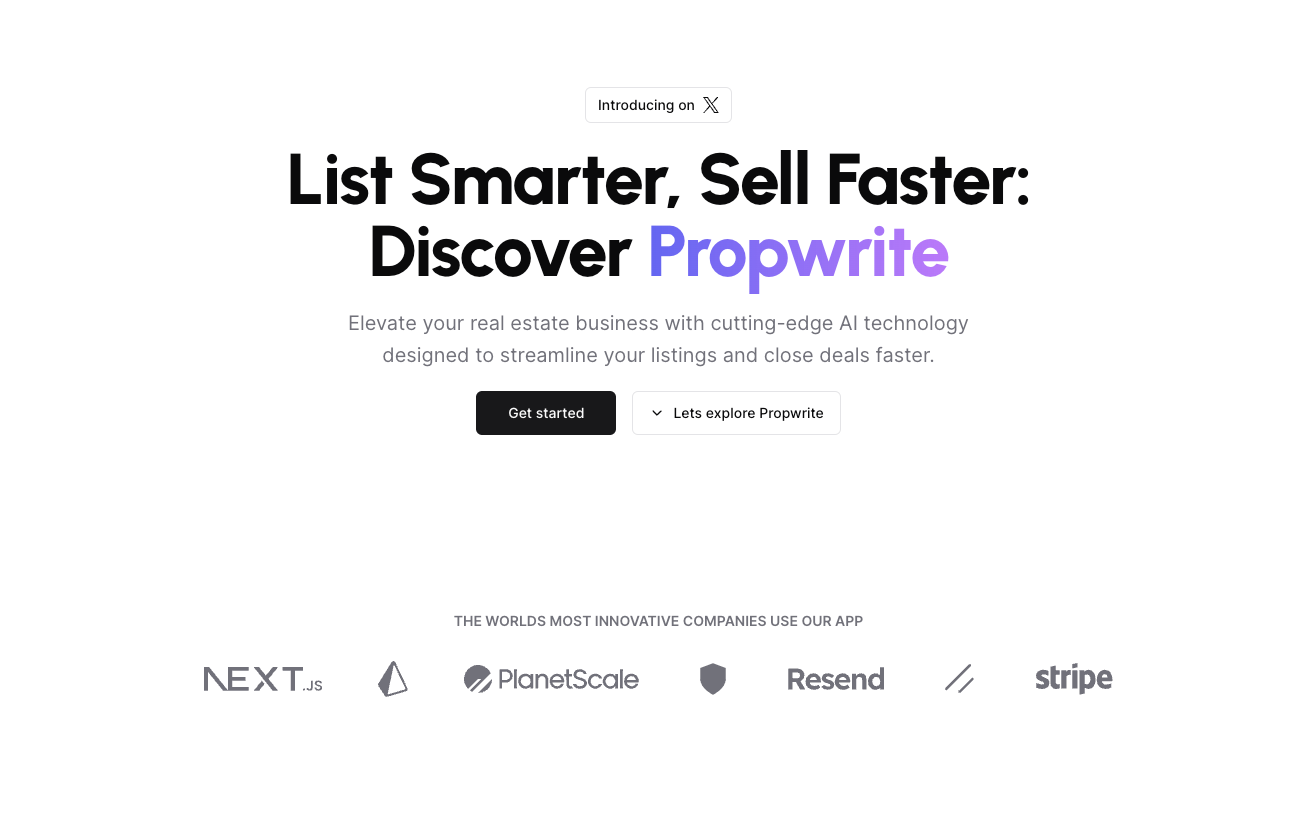 Introducing on X
List Smarter, Sell Faster:
Discover Propwrite
Elevate your real estate business with cutting-edge AI technology
designed to streamline your listings and close deals faster.
Get started
Lets explore Propwrite
THE WORLDS MOST INNOVATIVE COMPANIES USE OUR APP
NEXT.JS
PlanetScale
Resend
stripe